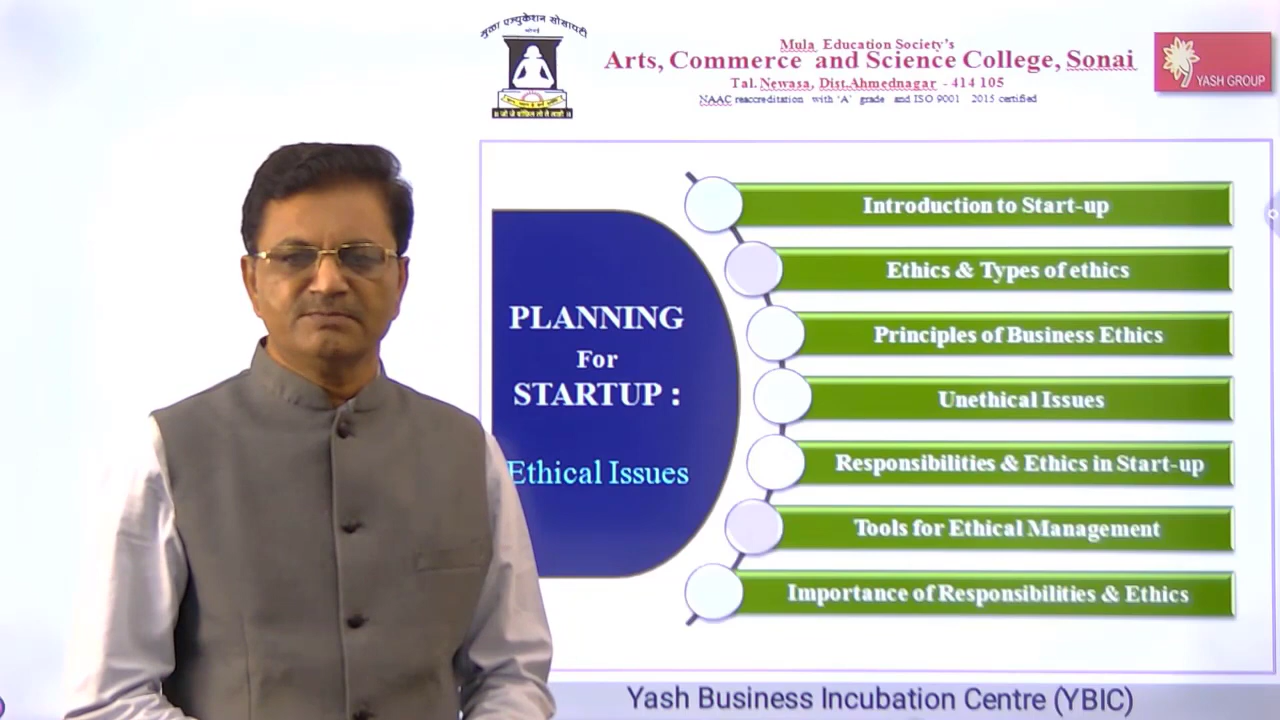 मुळा एज्युकेशन सोसायटी
Mula Education Society's
Arts, Commerce and Science College, Sonai
Tal. Newasa, Dist.Ahmednagar - 414 105
NAAC reaccreditation with 'A' grade and ISO 9001 2015 certified
YASH GROUP
PLANNING
For
STARTUP :
Ethical Issues
Introduction to Start-up
Ethics & Types of ethics
Principles of Business Ethics
Unethical Issues
Responsibilities & Ethics in Start-up
Tools for Ethical Management
Importance of Responsibilities & Ethics
Yash Business Incubation Centre (YBIC)